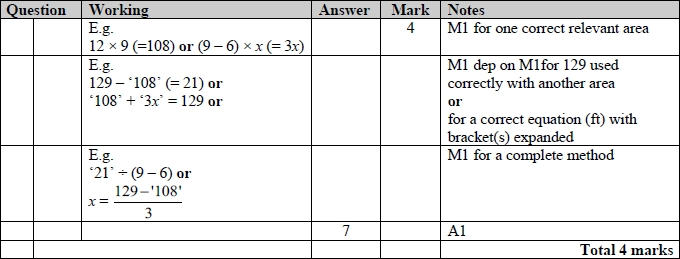 Question Working Answer Mark Notes
E.g. 4 M1 for one correct relevant area
12 × 9 (=108) or (9 – 6) × x (= 3x)
E.g. M1 dep on M1for 129 used
129 – ‘108’ (= 21) or correctly with another area
‘108’ + ‘3x’ = 129 or or
for a correct equation (ft) with
bracket(s) expanded
E.g. M1 for a complete method
‘21’ ÷ (9 – 6) or
x = 129–'108'
3
7 A1
Total 4 marks